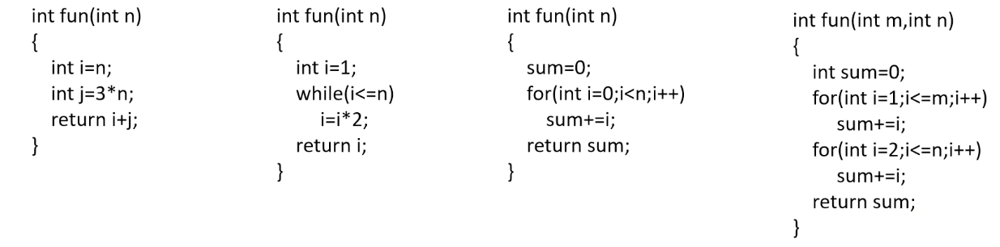 int fun(int n)
{
int i=n;
int j=3*n;
return i+j;
}
int fun(int n)
{
int i=1;
while(i<=n)
i=i*2;
return i;
}
int fun(int n)
{
sum=0;
for(int i=0;i<n;i++)
sum+=i;
return sum;
}
int fun(int m,int n)
{
int sum=0;
for(int i=1;i<=m;i++)
sum+=i;
for(int i=2;i<=n;i++)
sum+=i;
return sum;
}